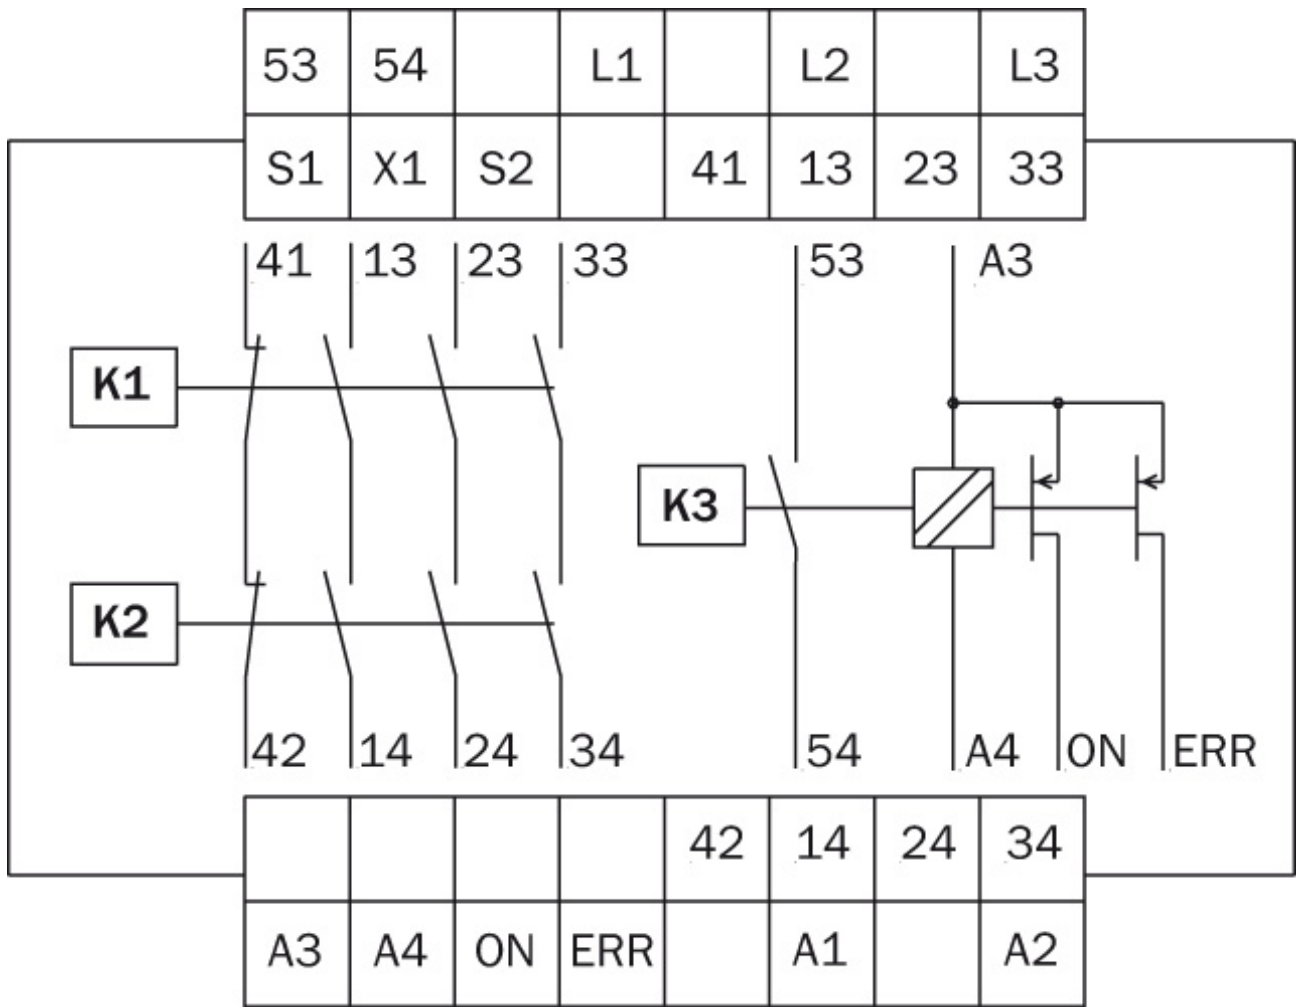 53 54 L1 L2 L3
S1 X1 S2 41 13 23 33
41 13 23 33 53 A3
K1
K3
K2
42 14 24 34 54 A4 ON ERR
42 14 24 34
A3 A4 ON ERR A1 A2